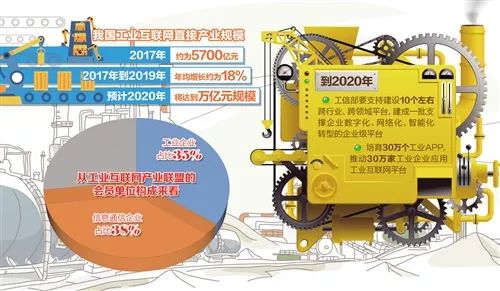 我国工业互联网直接产业规模
2017年 约为5700亿元
2017年到2019年 年均增长约为18%
预计2020年 将达到万亿元规模
工业企业
占比35%
从工业互联网产业联盟的
会员单位构成来看
信息通信企业
占比38%
到2020年
工信部要支持建设10个左右
跨行业、跨领域平台,建成一批支
撑企业数字化、网络化、智能化
转型的企业级平台
培育30万个工业APP,
推动30万家工业企业应用
工业互联网平台